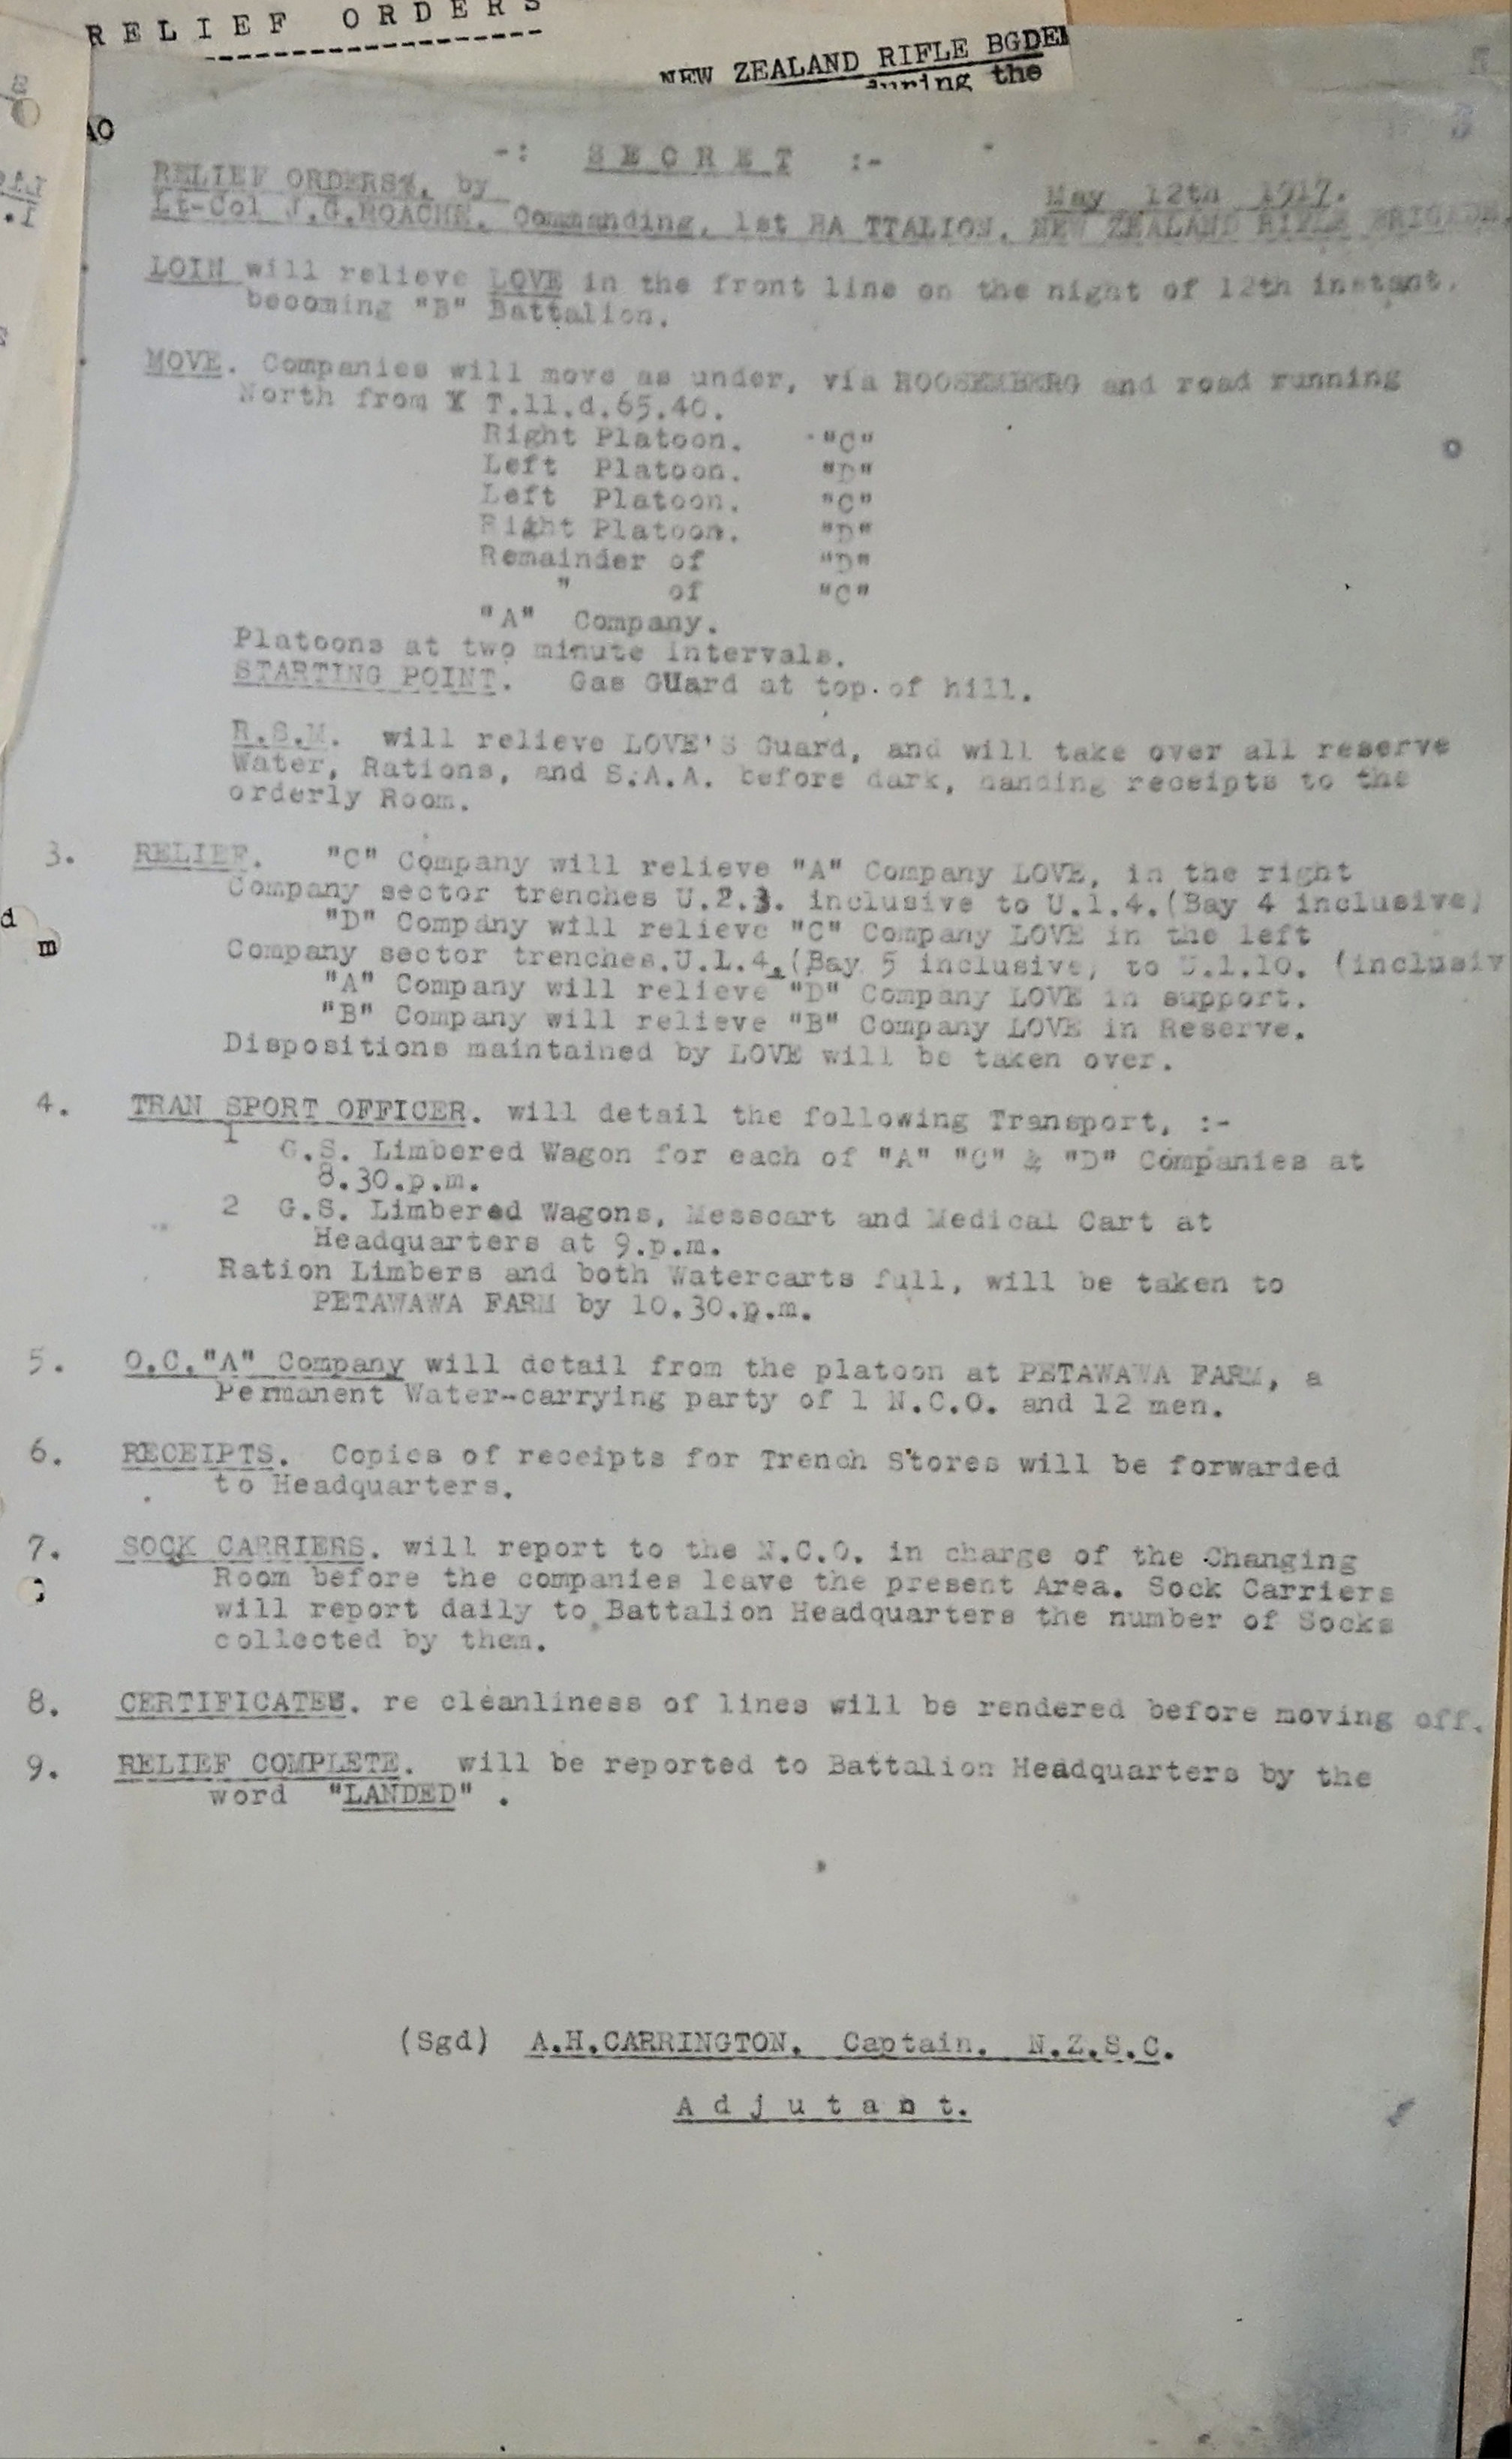 RELIEF ORDERS
NEW ZEALAND RIFLE BGDE
during the
-: SECRET :-
RELIEF ORDERS, by
May 12th 1917.
Lt-Col J.G.ROACHE. Commanding, 1st BA TTALION. NEW ZEALAND RIFLE BRIGADE.
LOIN will relieve LOVE in the front line on the night of 12th instant,
becoming "B" Battalion.
MOVE. Companies will move as under, via ROOSEMBERG and road running
North from X T.11.d.65.40.
Right Platoon. "C"
Left Platoon. "D"
Left Platoon. "C"
Right Platoon. "D"
Remainder of "D"
" of "C"
"A" Company.
Platoons at two minute intervals.
STARTING POINT. Gas GUard at top.of hill.
R.S.M. will relieve LOVE'S Guard, and will take over all reserve
Water, Rations, and S.A.A. before dark, handing receipts to the
orderly Room.
3. RELIEF. "C" Company will relieve "A" Company LOVE, in the right
Company sector trenches U.2.3. inclusive to U.1.4.(Bay 4 inclusive)
"D" Company will relieve "C" Company LOVE in the left
Company sector trenches.U.1.4.(Bay 5 inclusive) to U.1.10. (inclusiv
"A" Company will relieve "D" Company LOVE in support.
"B" Company will relieve "B" Company LOVE in Reserve.
Dispositions maintained by LOVE will be taken over.
4. TRAN SPORT OFFICER. will detail the following Transport, :-
1 G.S. Limbered Wagon for each of "A" "C" & "D" Companies at
8.30.p.m.
2 G.S. Limbered Wagons, Messcart and Medical Cart at
Headquarters at 9.p.m.
Ration Limbers and both Watercarts full, will be taken to
PETAWAWA FARM by 10.30.p.m.
5. O.C."A" Company will detail from the platoon at PETAWAWA FARM, a
Permanent Water-carrying party of 1 N.C.O. and 12 men.
6. RECEIPTS. Copies of receipts for Trench Stores will be forwarded
to Headquarters.
7. SOCK CARRIERS. will report to the N.C.O. in charge of the Changing
Room before the companies leave the present Area. Sock Carriers
will report daily to Battalion Headquarters the number of Socks
collected by them.
8. CERTIFICATES. re cleanliness of lines will be rendered before moving off.
9. RELIEF COMPLETE. will be reported to Battalion Headquarters by the
word "LANDED" .
(Sgd) A.H.CARRINGTON. Captain. N.Z.S.C.
Adjutant.